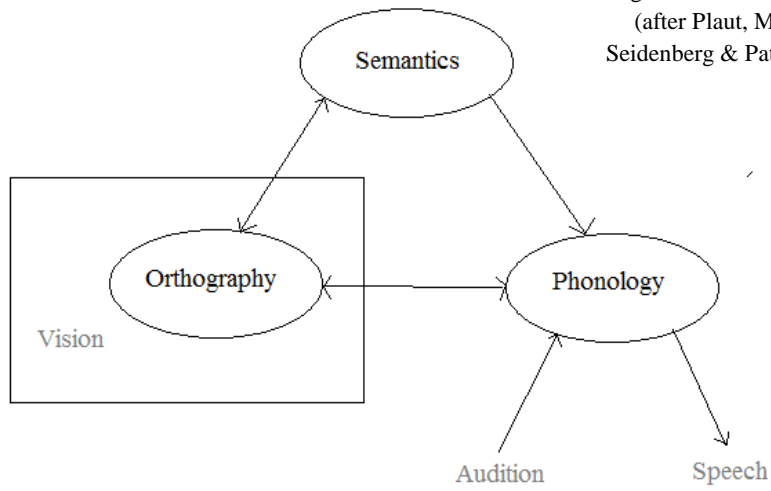 (after Plaut, M
Seidenberg & Pat
Semantics
Orthography
Phonology
Vision
Audition
Speech